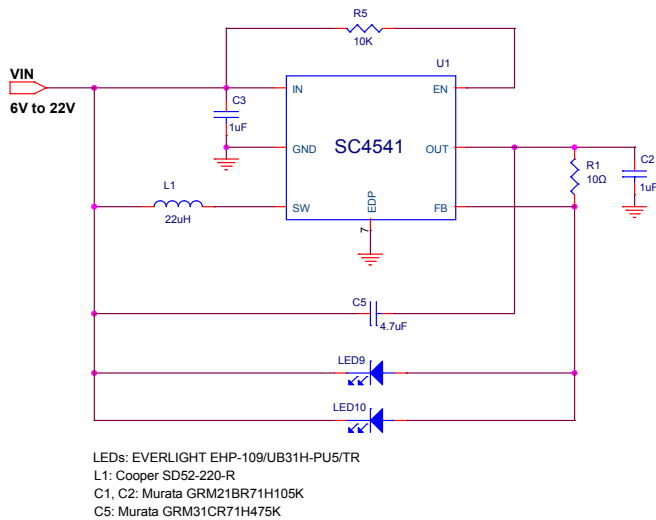 R5
10K
VIN
6V to 22V
U1
C3
1uF
IN
EN
GND
SC4541
OUT
R1
10Ω
C2
1uF
L1
22uH
SW
EDP
FB
7
C5
4.7uF
LED9
LED10
LEDs: EVERLIGHT EHP-109/UB31H-PU5/TR
L1: Cooper SD52-220-R
C1, C2: Murata GRM21BR71H105K
C5: Murata GRM31CR71H475K